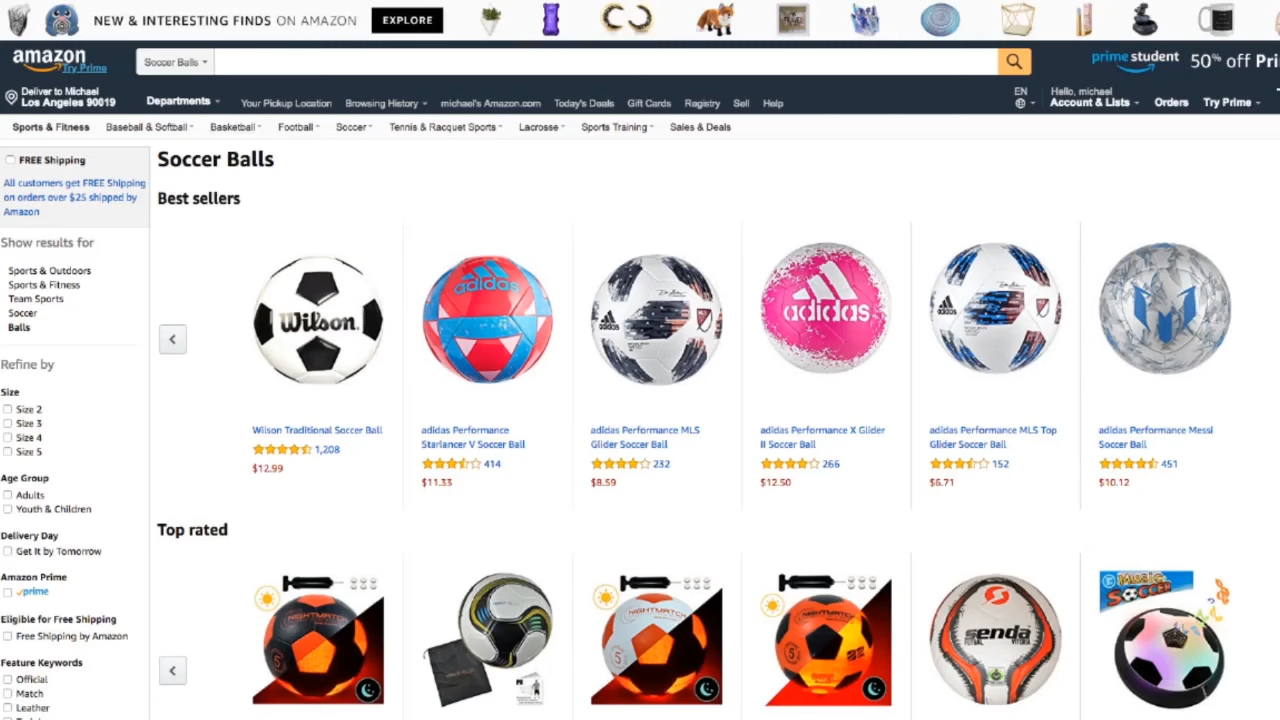 NEW & INTERESTING FINDS ON AMAZON EXPLORE
amazon
Try Prime
Soccer Balls
prime student 50% off Pri
Deliver to Michael
Los Angeles 90019
Departments Your Pickup Location Browsing History michael's Amazon.com Today's Deals Gift Cards Registry Sell Help
EN
Hello, michael
Account & Lists Orders Try Prime
Sports & Fitness Baseball & Softball Basketball Football Soccer Tennis & Racquet Sports Lacrosse Sports Training Sales & Deals
FREE Shipping
All customers get FREE Shipping
on orders over $25 shipped by
Amazon
Show results for
Sports & Outdoors
Sports & Fitness
Team Sports
Soccer
Balls
Refine by
Size
Size 2
Size 3
Size 4
Size 5
Age Group
Adults
Youth & Children
Delivery Day
Get It by Tomorrow
Amazon Prime
prime
Eligible for Free Shipping
Free Shipping by Amazon
Feature Keywords
Official
Match
Leather
Soccer Balls
Best sellers
Wilson.
adidas
adidas
adidas
adidas
Wilson Traditional Soccer Ball
1,208
$12.99
adidas Performance
Starlancer V Soccer Ball
414
$11.33
adidas Performance MLS
Glider Soccer Ball
232
$8.59
adidas Performance X Glider
II Soccer Ball
266
$12.50
adidas Performance MLS Top
Glider Soccer Ball
152
$6.71
adidas Performance Messi
Soccer Ball
451
$10.12
Top rated
NIGHTMATCH
5
NIGHTMATCH
5
NIGHTMATCH
5
senda
Music
SOCCER